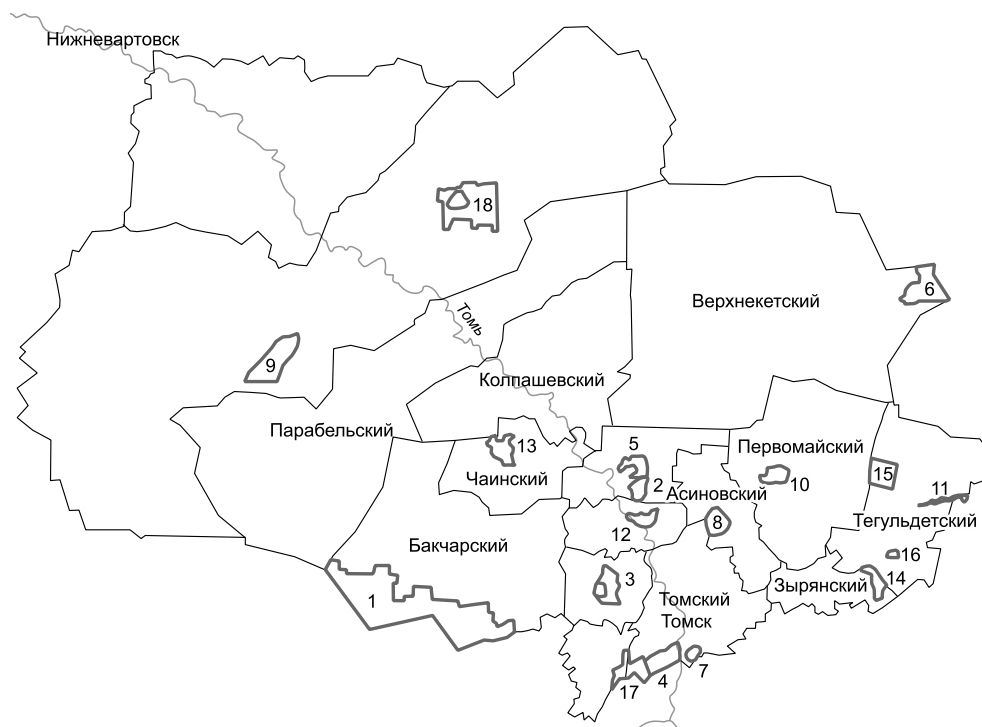 Нижневартовск
18
Верхнекетский
6
Томь
9
Колпашевский
Парабельский
13
5
Первомайский
Чаинский
2
Асиновский
10
15
11
8
Тегульдетский
12
Бакчарский
16
3
Зырянский
14
1
Томский
Томск
7
17
4